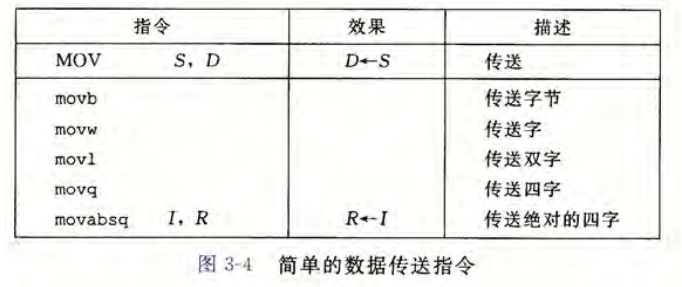 指令 效果 描述
MOV S, D D←S 传送
movb 传送字节
movw 传送字
movl 传送双字
movq 传送四字
movabsq I, R R←I 传送绝对的四字
图 3-4 简单的数据传送指令